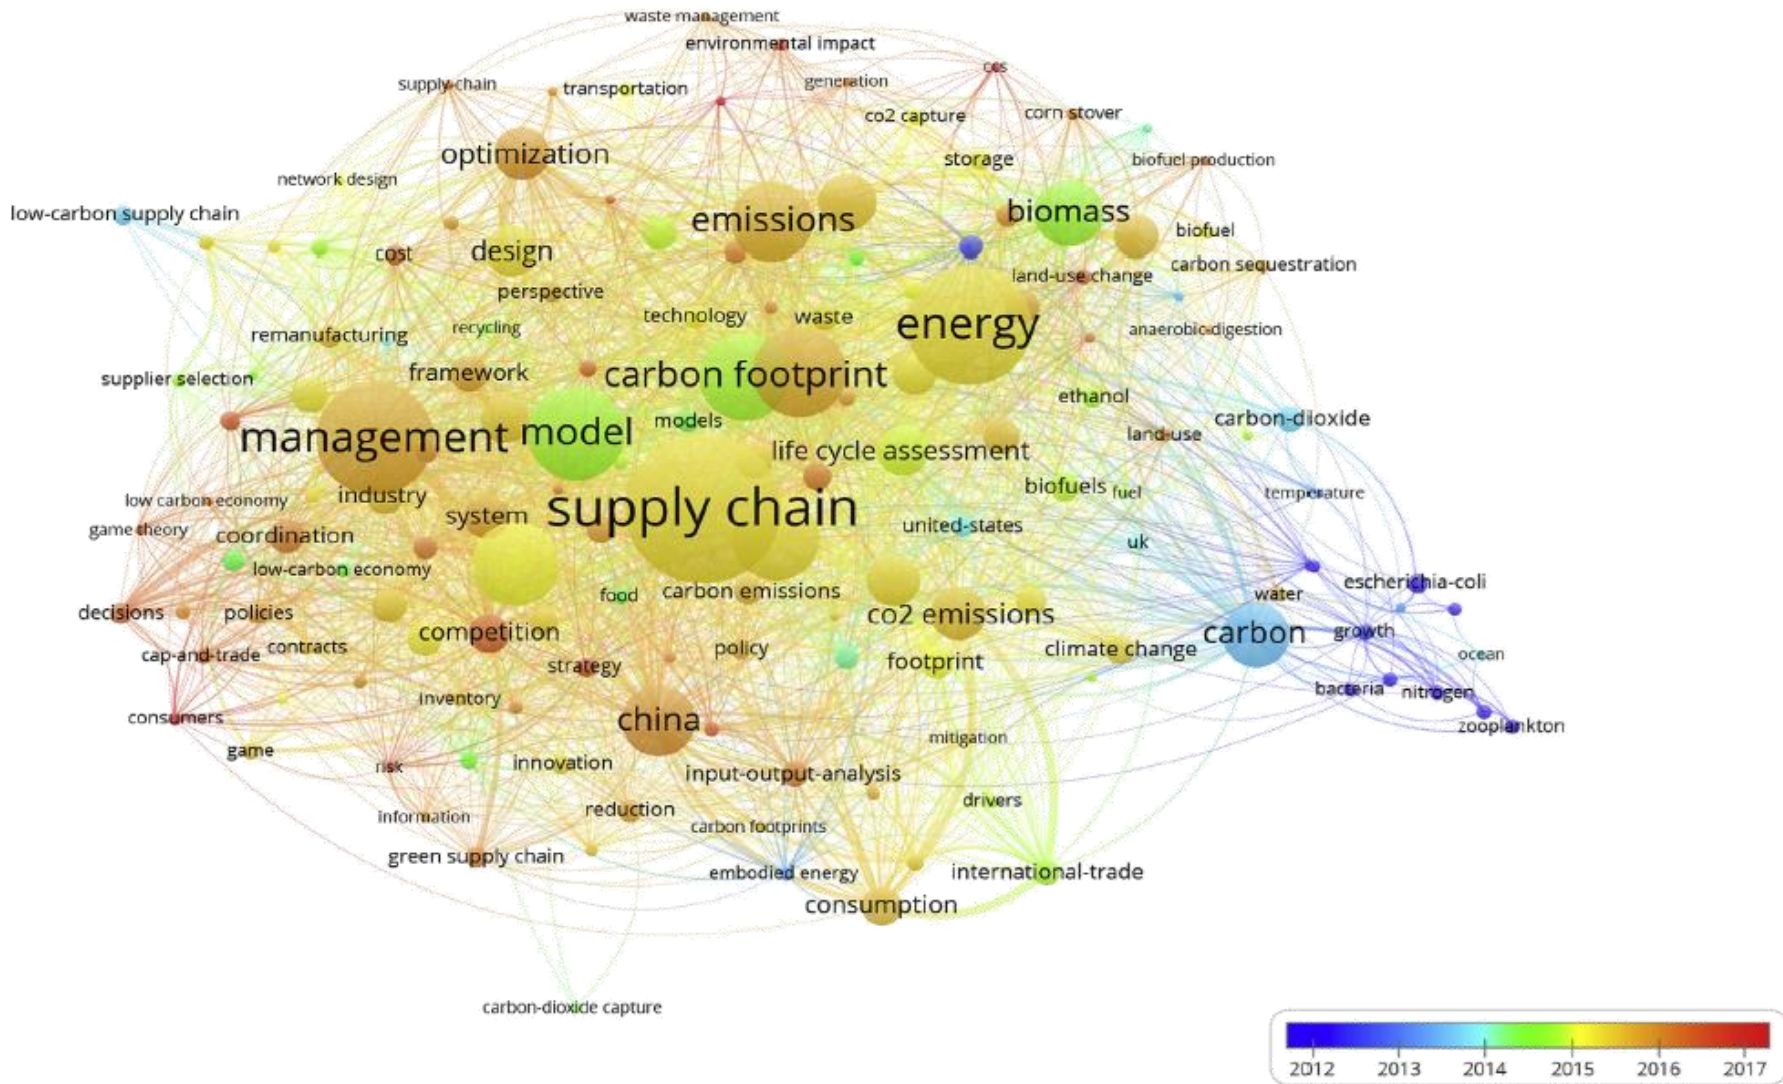 waste management
environmental impact
ccs
supply-chain
transportation
generation
co2 capture
corn stover
optimization
storage
biofuel production
network design
low-carbon supply chain
emissions
biomass
biofuel
cost
design
land-use change
carbon sequestration
perspective
technology
waste
energy
anaerobic-digestion
remanufacturing
recycling
supplier selection
framework
carbon footprint
ethanol
management
model
models
carbon-dioxide
land-use
life cycle assessment
low carbon economy
industry
biofuels
fuel
temperature
game theory
coordination
system
supply chain
united-states
uk
low-carbon economy
food
carbon emissions
escherichia-coli
water
decisions
policies
competition
co2 emissions
carbon
growth
cap-and-trade
contracts
strategy
policy
footprint
climate change
ocean
inventory
bacteria
nitrogen
consumers
china
zooplankton
game
mitigation
risk
innovation
input-output-analysis
information
reduction
carbon footprints
drivers
green supply chain
embodied energy
international-trade
consumption
carbon-dioxide capture
2012 2013 2014 2015 2016 2017